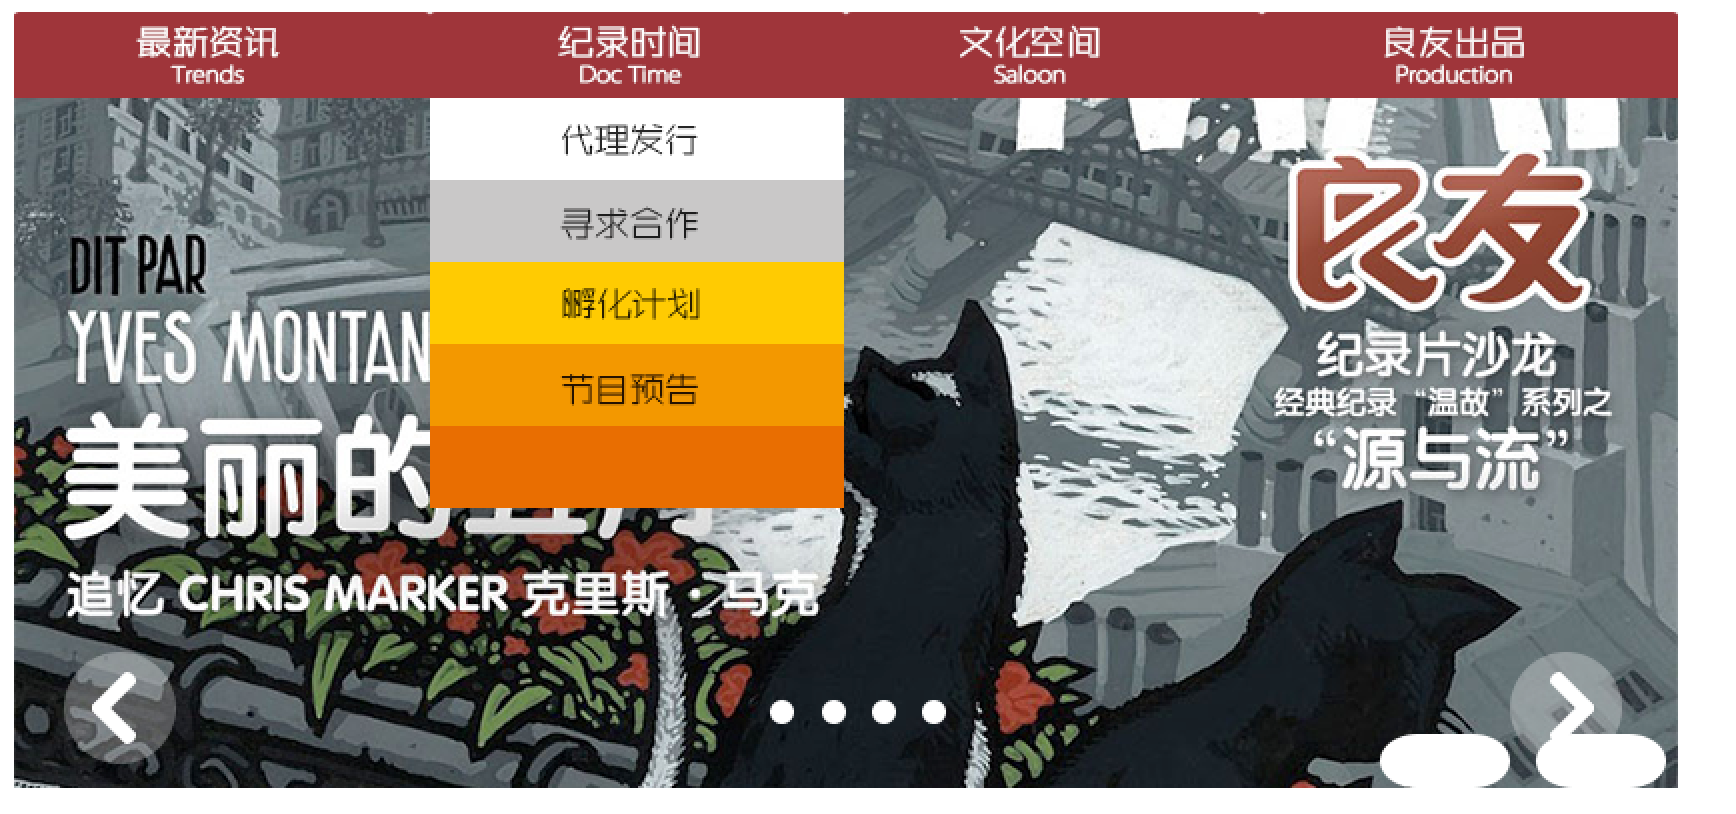 最新资讯
Trends
纪录时间
Doc Time
文化空间
Saloon
良友出品
Production
代理发行
寻求合作
孵化计划
节目预告
DIT PAR
YVES MONTAN
美丽的
追忆 CHRIS MARKER 克里斯·马克
良友
纪录片沙龙
经典纪录“温故”系列之
“源与流”